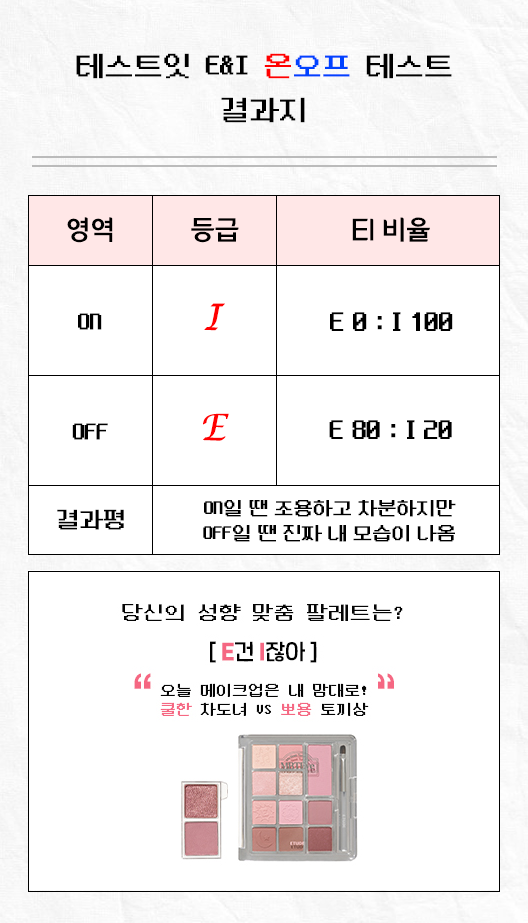 테스트잇 E&I 온오프 테스트
결과지
영역 등급 EI 비율
ON I E 0 : I 100
OFF E E 80 : I 20
결과평
ON일 땐 조용하고 차분하지만
OFF일 땐 진짜 내 모습이 나옴
당신의 성향 맞춤 팔레트는?
[ E건 I잖아 ]
“ 오늘 메이크업은 내 맘대로! ”
쿨한 차도녀 VS 뽀용 토끼상
ETUDE